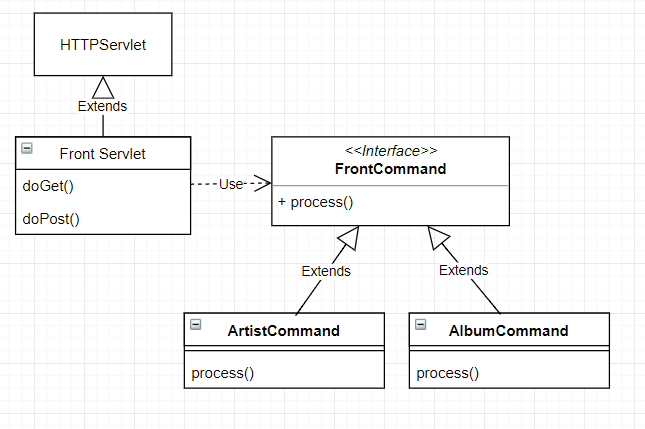 HTTPServlet
Extends
Front Servlet
doGet()
doPost()
Use
<<Interface>>
FrontCommand
+ process()
Extends
Extends
ArtistCommand
process()
AlbumCommand
process()